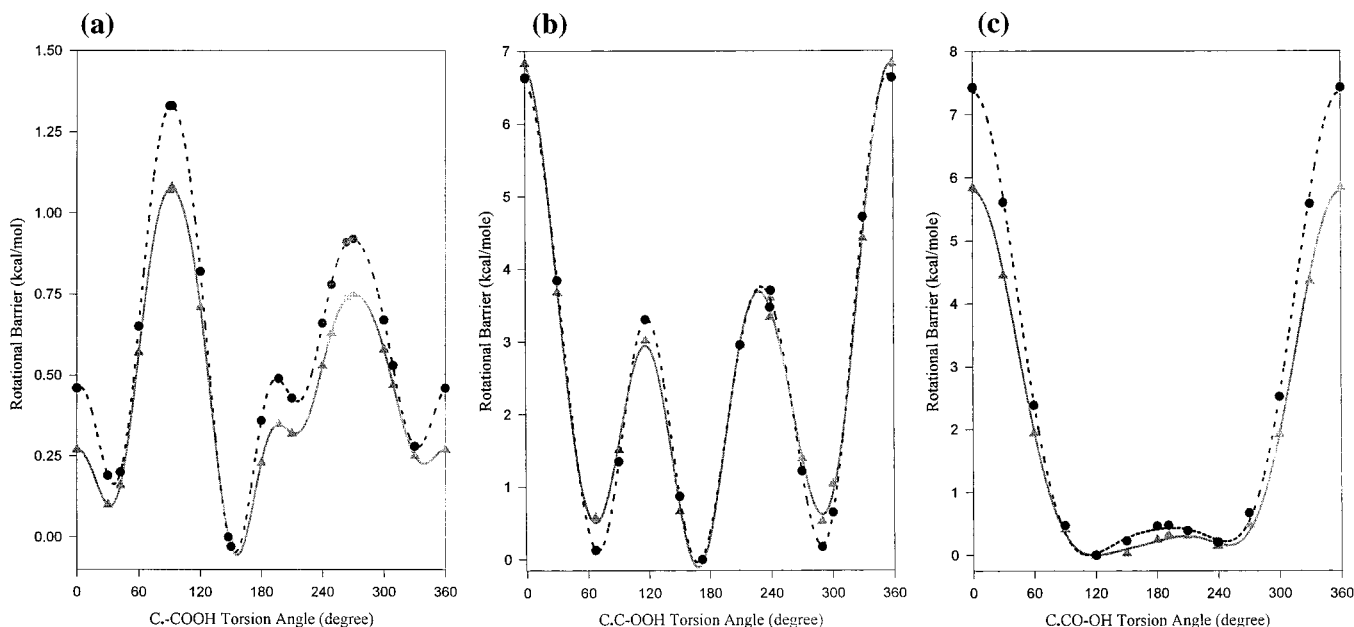 (a)
Rotational Barrier (kcal/mol)
1.50
1.25
1.00
0.75
0.50
0.25
0.00
0 60 120 180 240 300 360
C.-COOH Torsion Angle (degree)
(b)
Rotational Barrier (kcal/mole)
7
6
5
4
3
2
1
0
0 60 120 180 240 300 360
C.C-OOH Torsion Angle (degree)
(c)
Rotational Barrier (kcal/mole)
8
7
6
5
4
3
2
1
0
0 60 120 180 240 300 360
C.CO-OH Torsion Angle (degree)